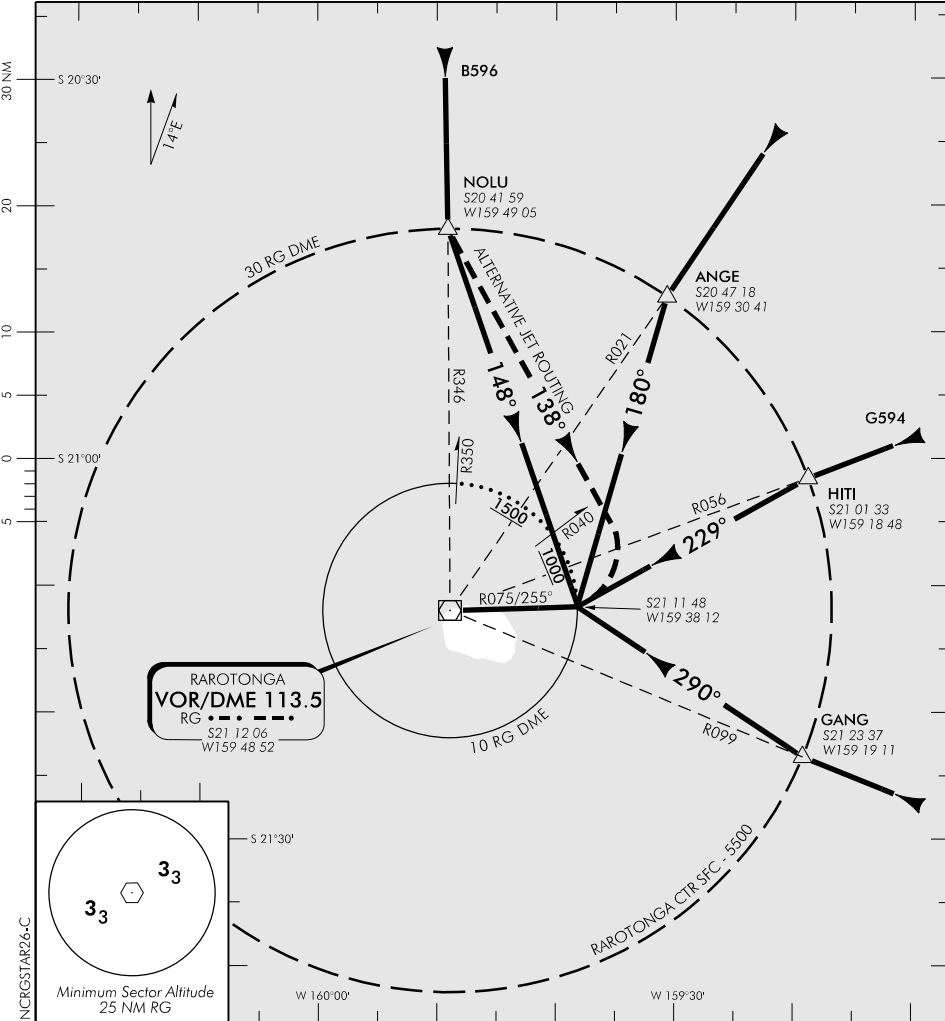 B596
30 NM
S 20°30'
14°E
NOLU
S20 41 59
W159 49 05
20
30 RG DME
ALTERNATIVE JET ROUTING
ANGE
S20 47 18
W159 30 41
R021
10
R346
148°
138°
180°
5
G594
0
S 21°00'
R350
HITI
S21 01 33
W159 18 48
R056
1500
R040
229°
5
1000
R075/255°
S21 11 48
W159 38 12
RAROTONGA
VOR/DME 113.5
RG
S21 12 06
W159 48 52
290°
GANG
S21 23 37
W159 19 11
R099
10 RG DME
S 21°30'
RAROTONGA CTR SFC - 5500
33
33
Minimum Sector Altitude
25 NM RG
W 160°00'
W 159°30'
NCRGSTAR26-C